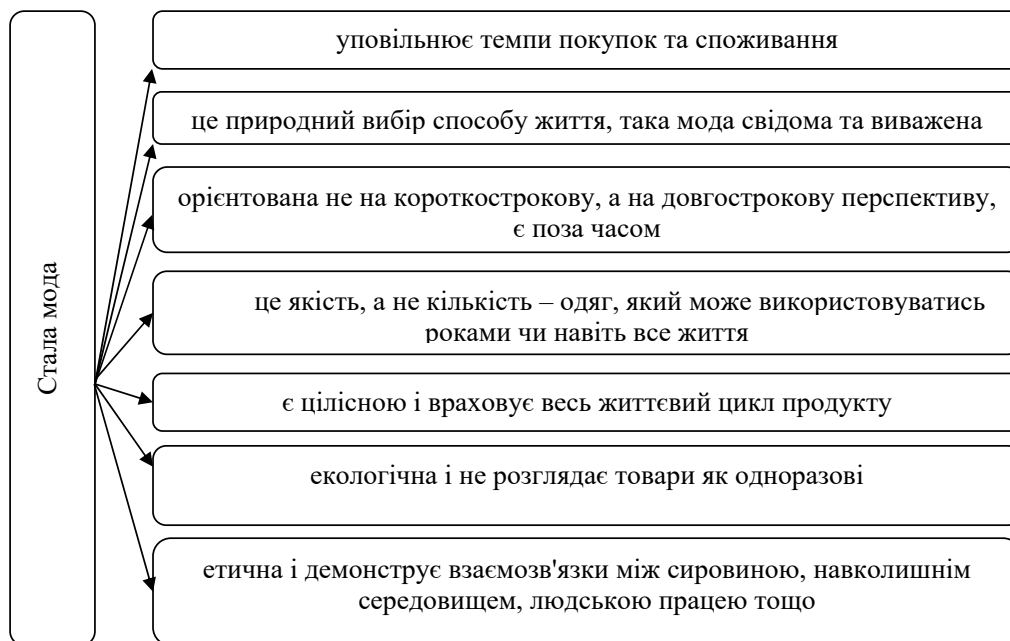 Стала мода
уповільнює темпи покупок та споживання
це природний вибір способу життя, така мода свідома та виважена
орієнтована не на короткострокову, а на довгострокову перспективу,
є поза часом
це якість, а не кількість – одяг, який може використовуватись
роками чи навіть все життя
є цілісною і враховує весь життєвий цикл продукту
екологічна і не розглядає товари як одноразові
етична і демонструє взаємозв'язки між сировиною, навколишнім
середовищем, людською працею тощо